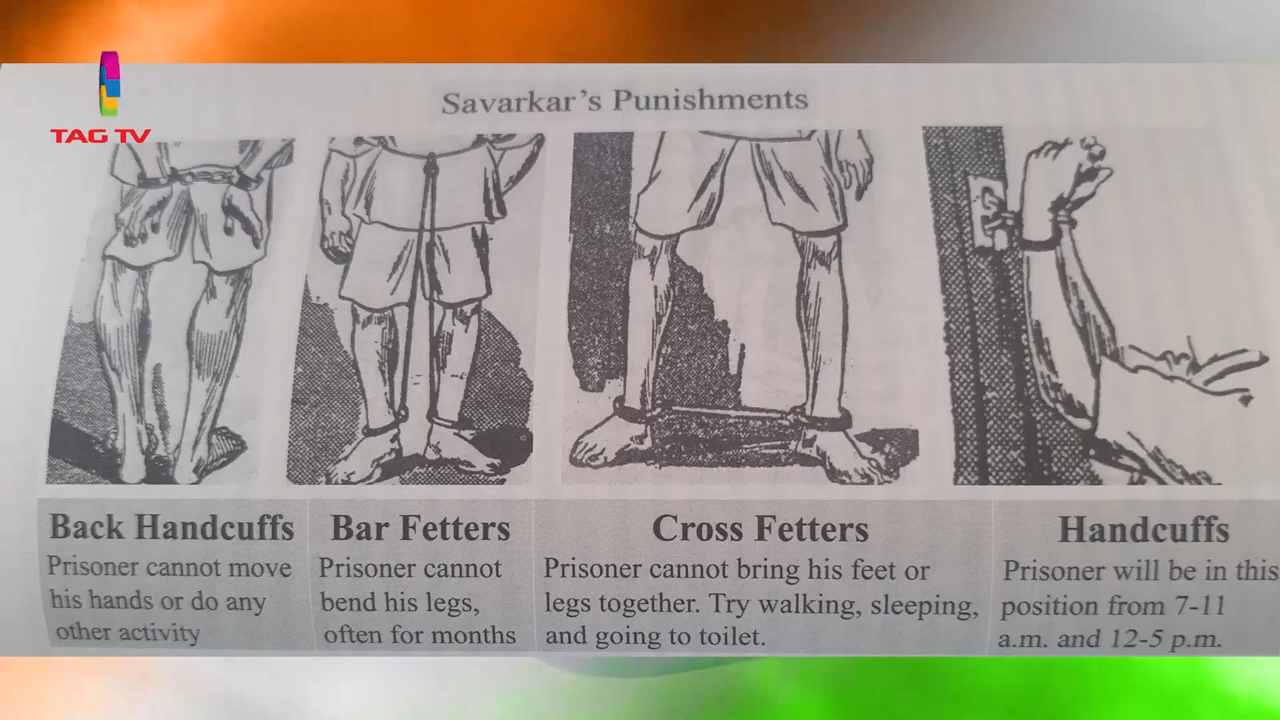 TAG TV
Savarkar's Punishments
Back Handcuffs
Prisoner cannot move
his hands or do any
other activity
Bar Fetters
Prisoner cannot
bend his legs,
often for months
Cross Fetters
Prisoner cannot bring his feet or
legs together. Try walking, sleeping,
and going to toilet.
Handcuffs
Prisoner will be in this
position from 7-11
a.m. and 12-5 p.m.